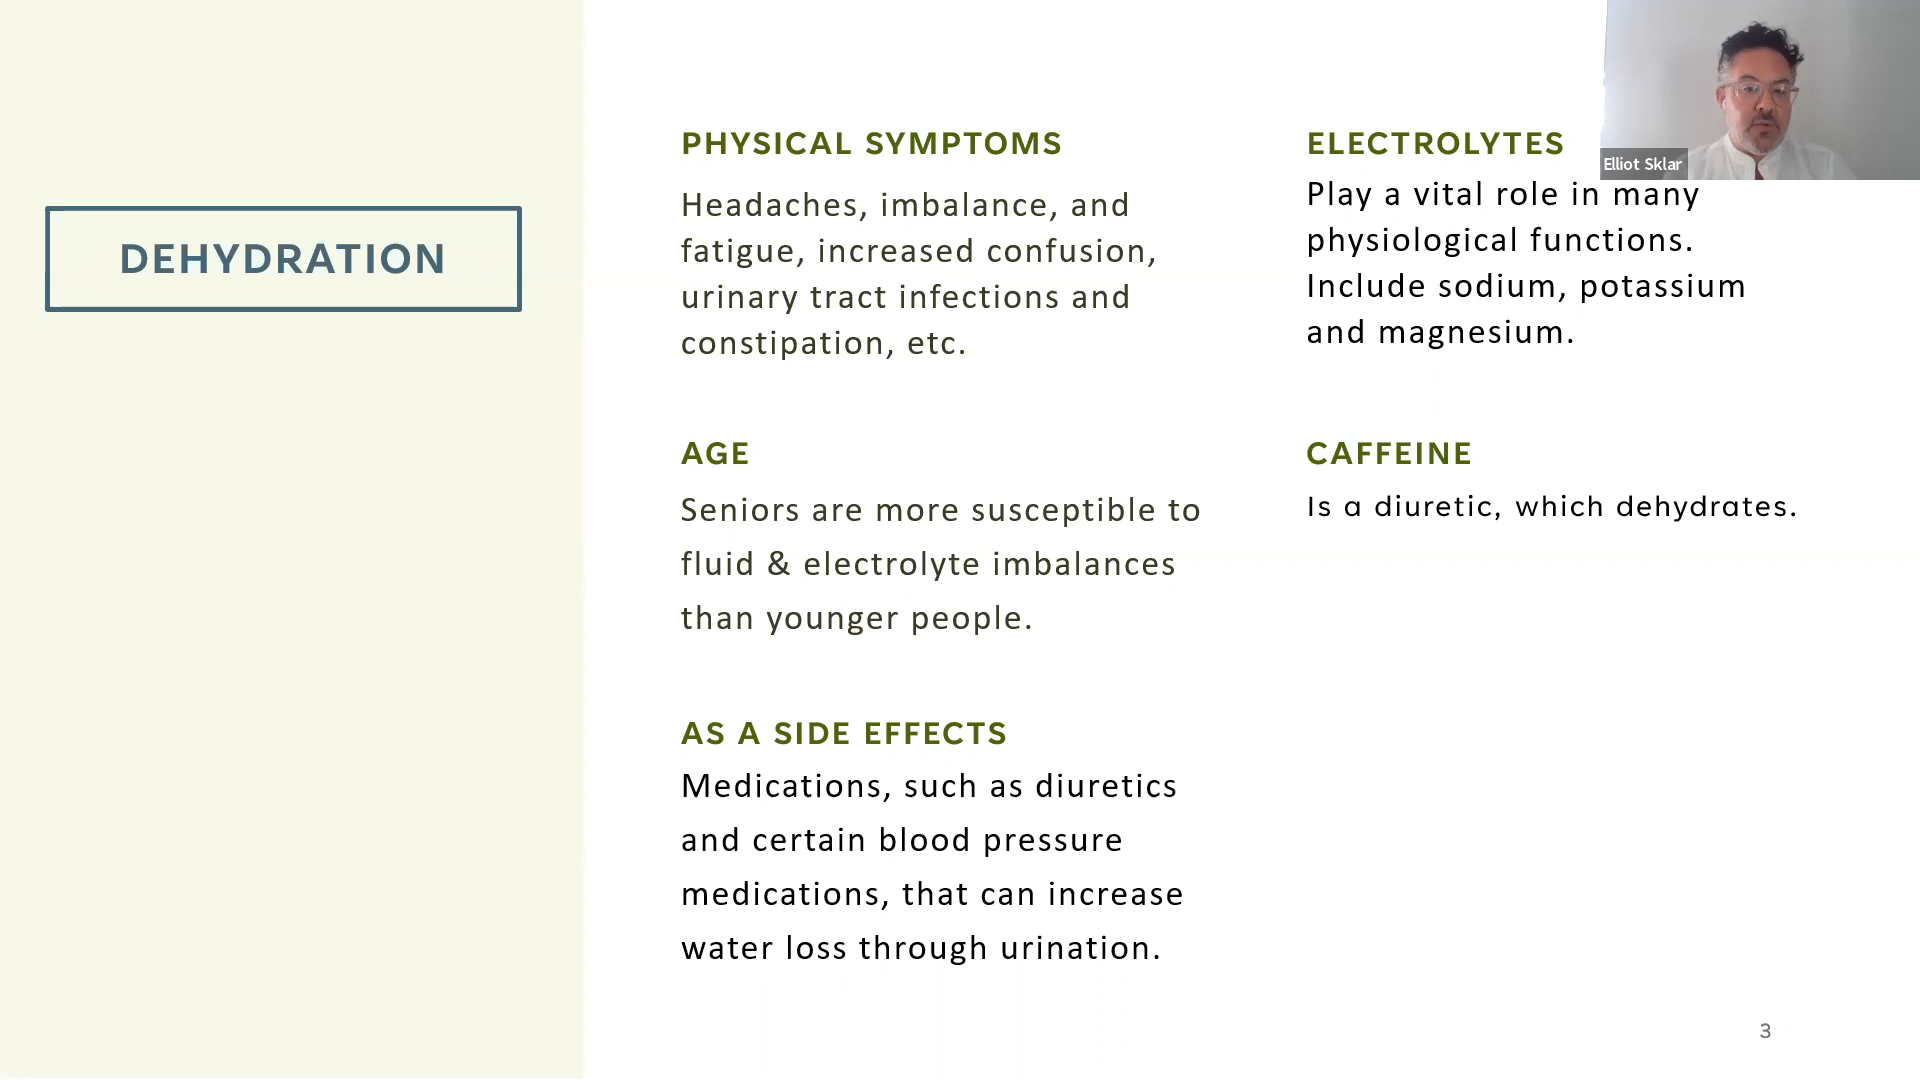 DEHYDRATION
PHYSICAL SYMPTOMS
Headaches, imbalance, and
fatigue, increased confusion,
urinary tract infections and
constipation, etc.
AGE
Seniors are more susceptible to
fluid & electrolyte imbalances
than younger people.
AS A SIDE EFFECTS
Medications, such as diuretics
and certain blood pressure
medications, that can increase
water loss through urination.
ELECTROLYTES
Play a vital role in many
physiological functions.
Include sodium, potassium
and magnesium.
CAFFEINE
Is a diuretic, which dehydrates.
Elliot Sklar
3